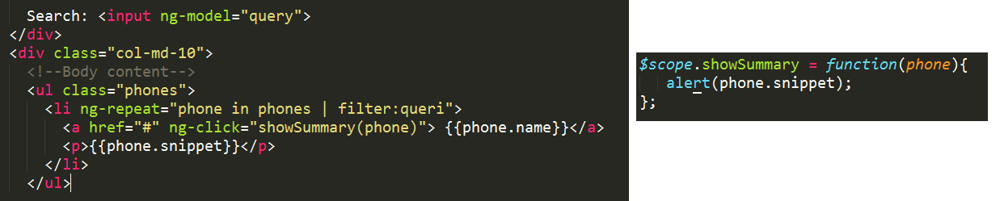 Search: <input ng-model="query">
</div>
<div class="col-md-10">
<!--Body content-->
<ul class="phones">
<li ng-repeat="phone in phones | filter:queri">
<a href="#" ng-click="showSummary(phone)"> {{phone.name}}</a>
<p>{{phone.snippet}}</p>
</li>
</ul>
$scope.showSummary = function(phone){
alert(phone.snippet);
};